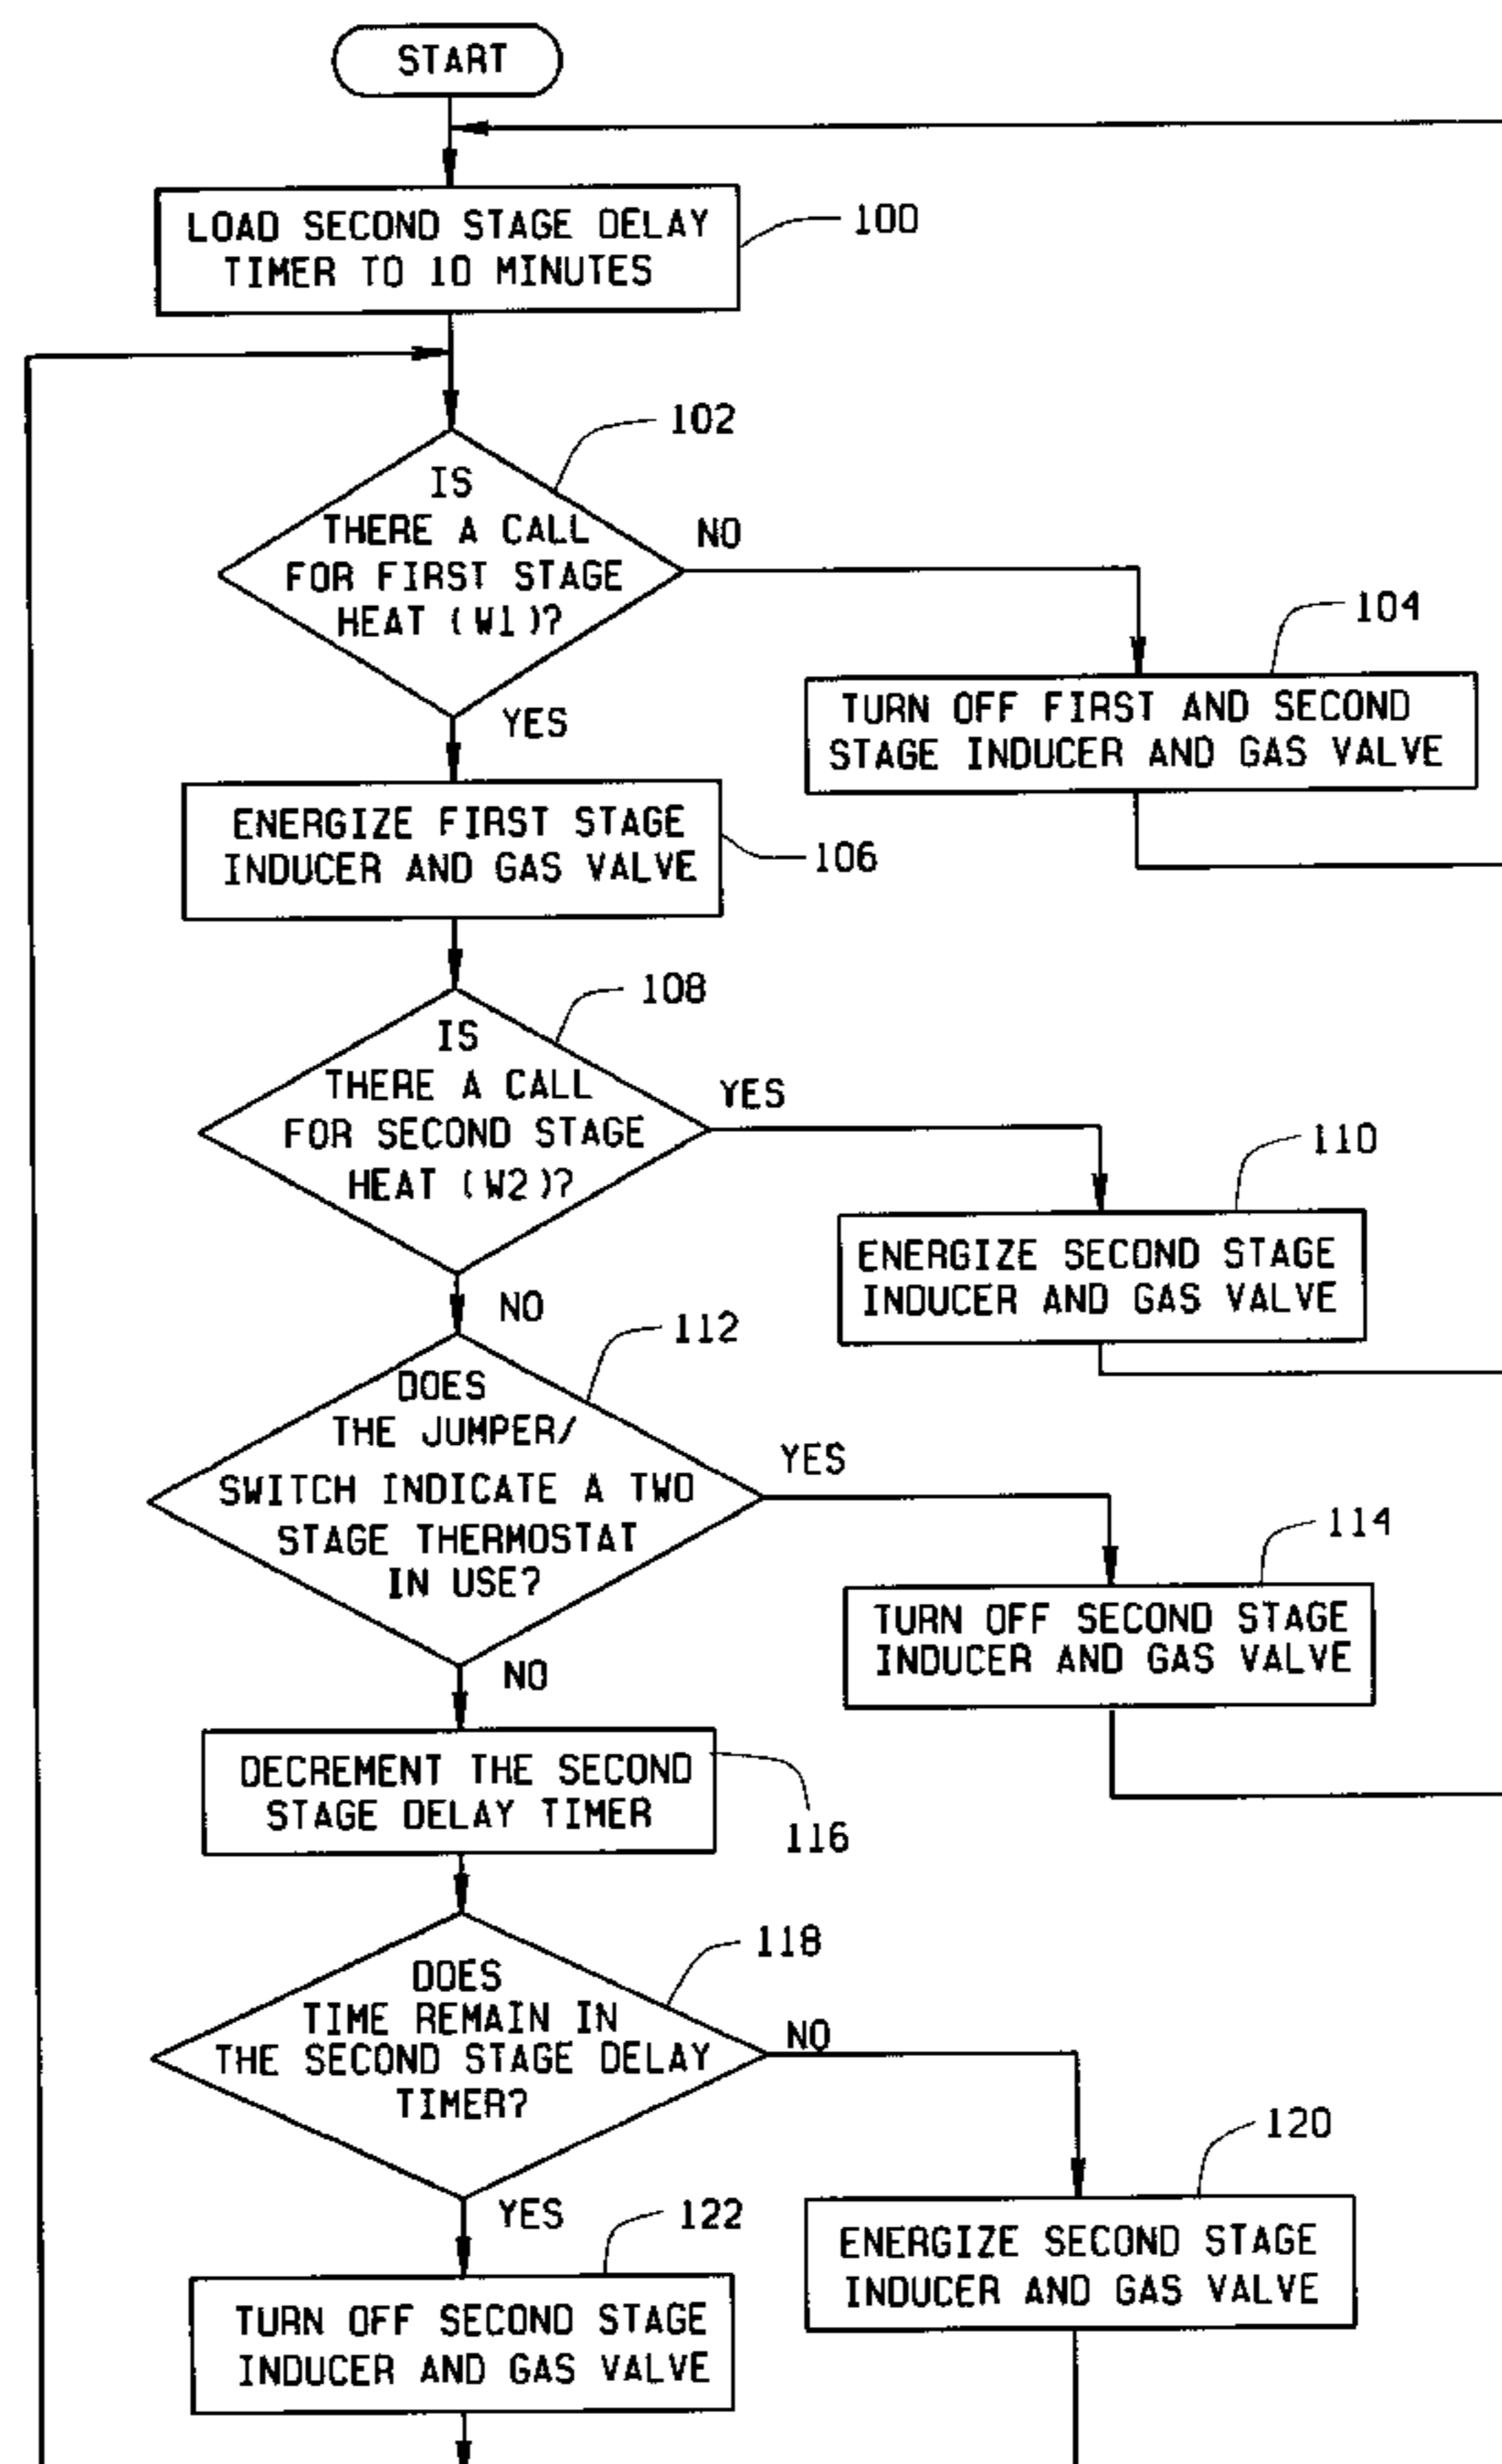 START
LOAD SECOND STAGE DELAY
TIMER TO 10 MINUTES
100
IS
THERE A CALL
FOR FIRST STAGE
HEAT (W1)?
102
NO
YES
TURN OFF FIRST AND SECOND
STAGE INDUCER AND GAS VALVE
104
ENERGIZE FIRST STAGE
INDUCER AND GAS VALVE
106
IS
THERE A CALL
FOR SECOND STAGE
HEAT (W2)?
108
YES
NO
ENERGIZE SECOND STAGE
INDUCER AND GAS VALVE
110
DOES
THE JUMPER/
SWITCH INDICATE A TWO
STAGE THERMOSTAT
IN USE?
112
YES
NO
TURN OFF SECOND STAGE
INDUCER AND GAS VALVE
114
DECREMENT THE SECOND
STAGE DELAY TIMER
116
DOES
TIME REMAIN IN
THE SECOND STAGE DELAY
TIMER?
118
NO
YES
ENERGIZE SECOND STAGE
INDUCER AND GAS VALVE
120
TURN OFF SECOND STAGE
INDUCER AND GAS VALVE
122